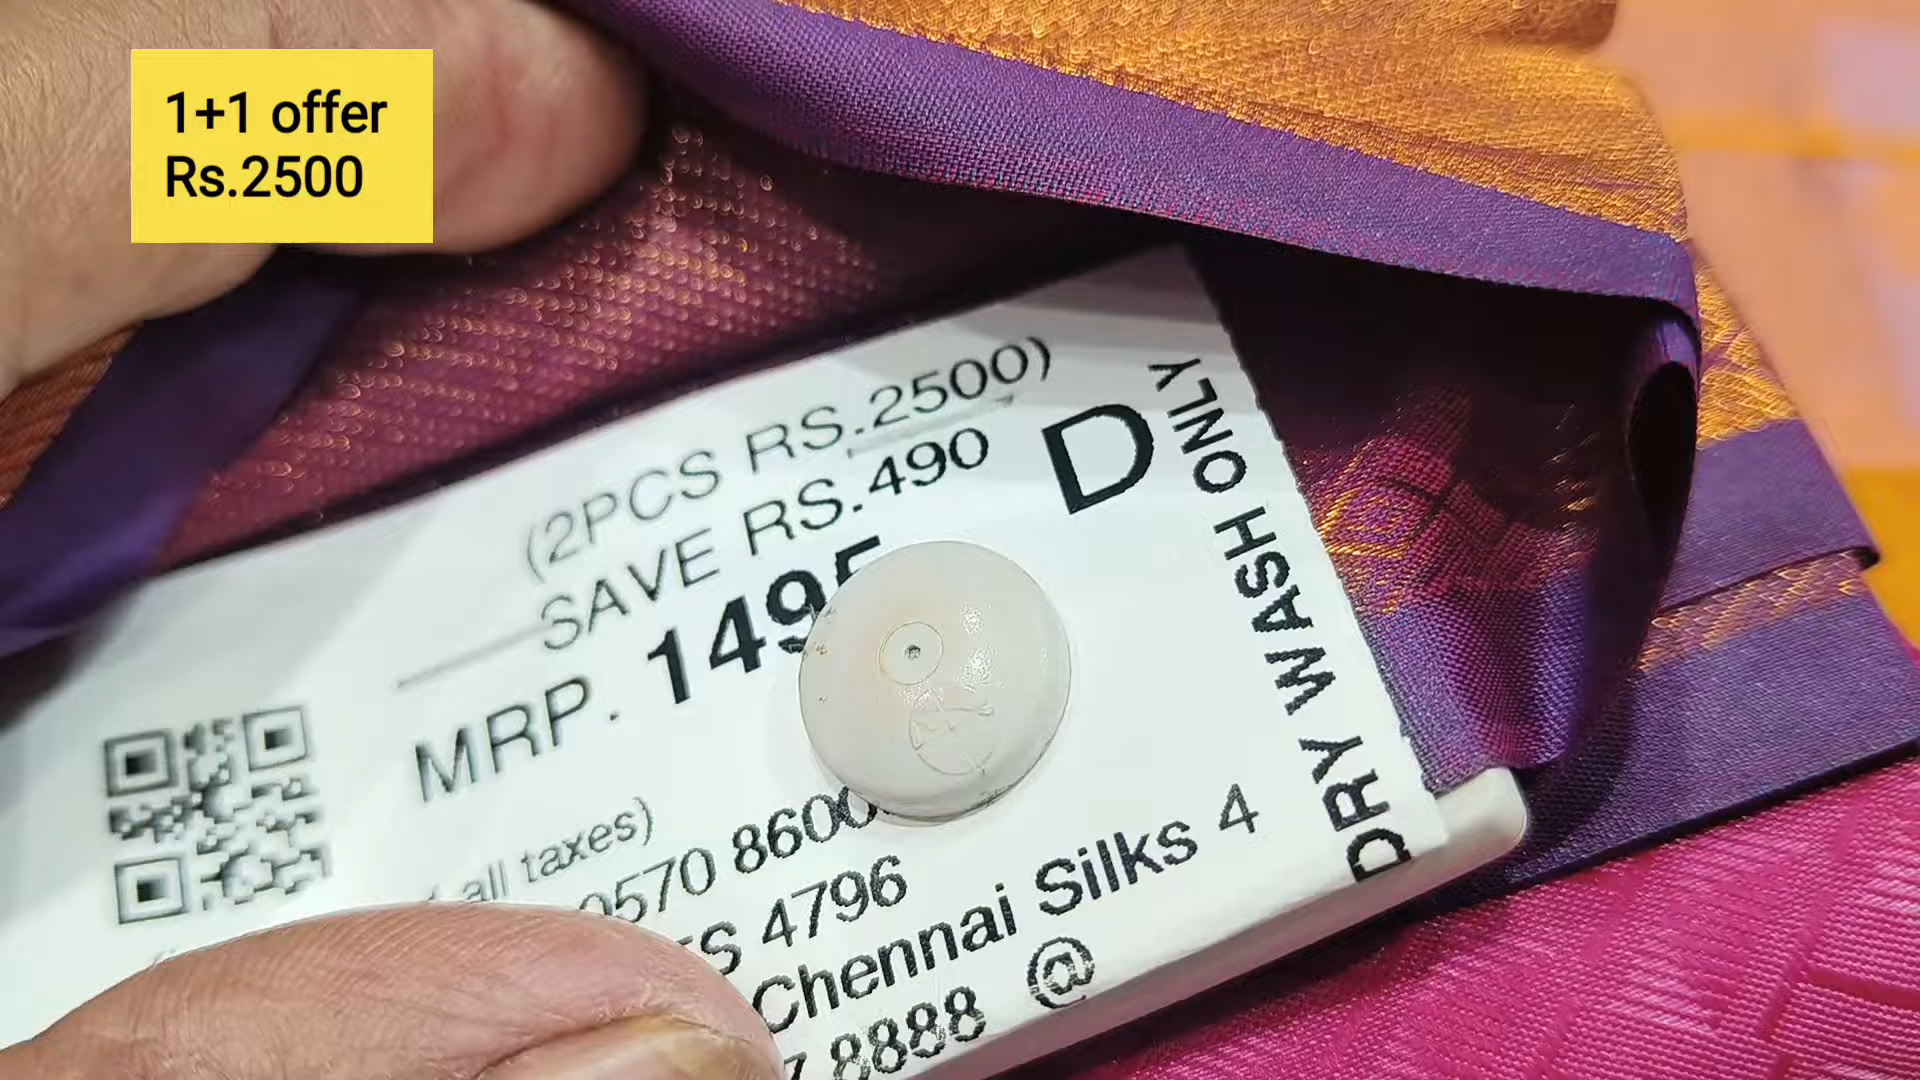 1+1 offer
Rs.2500
(2PCS RS.2500)
SAVE RS.490
D
MRP. 1495
DRY WASH ONLY
all taxes)
0570 8600
4796
Chennai Silks 4
8888 @